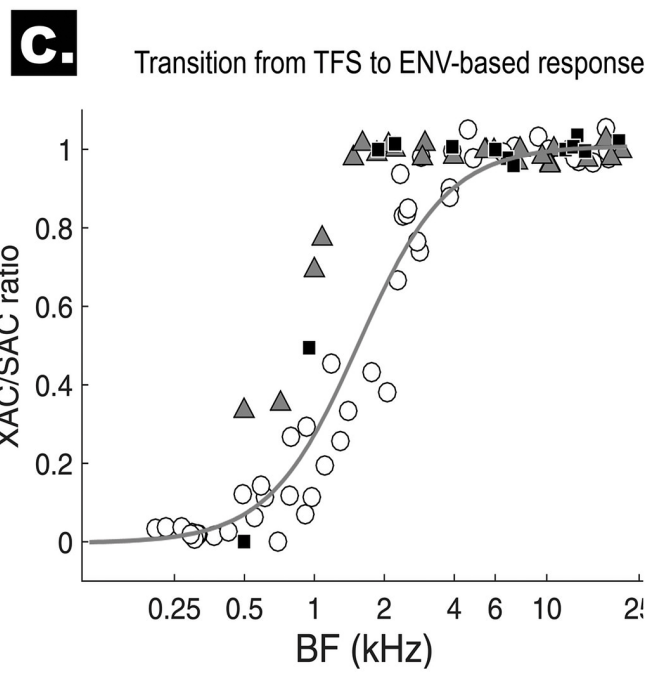 c.
Transition from TFS to ENV-based response
XAC/SAC ratio
1
0.8
0.6
0.4
0.2
0
0.25 0.5 1 2 4 6 10
BF (kHz)